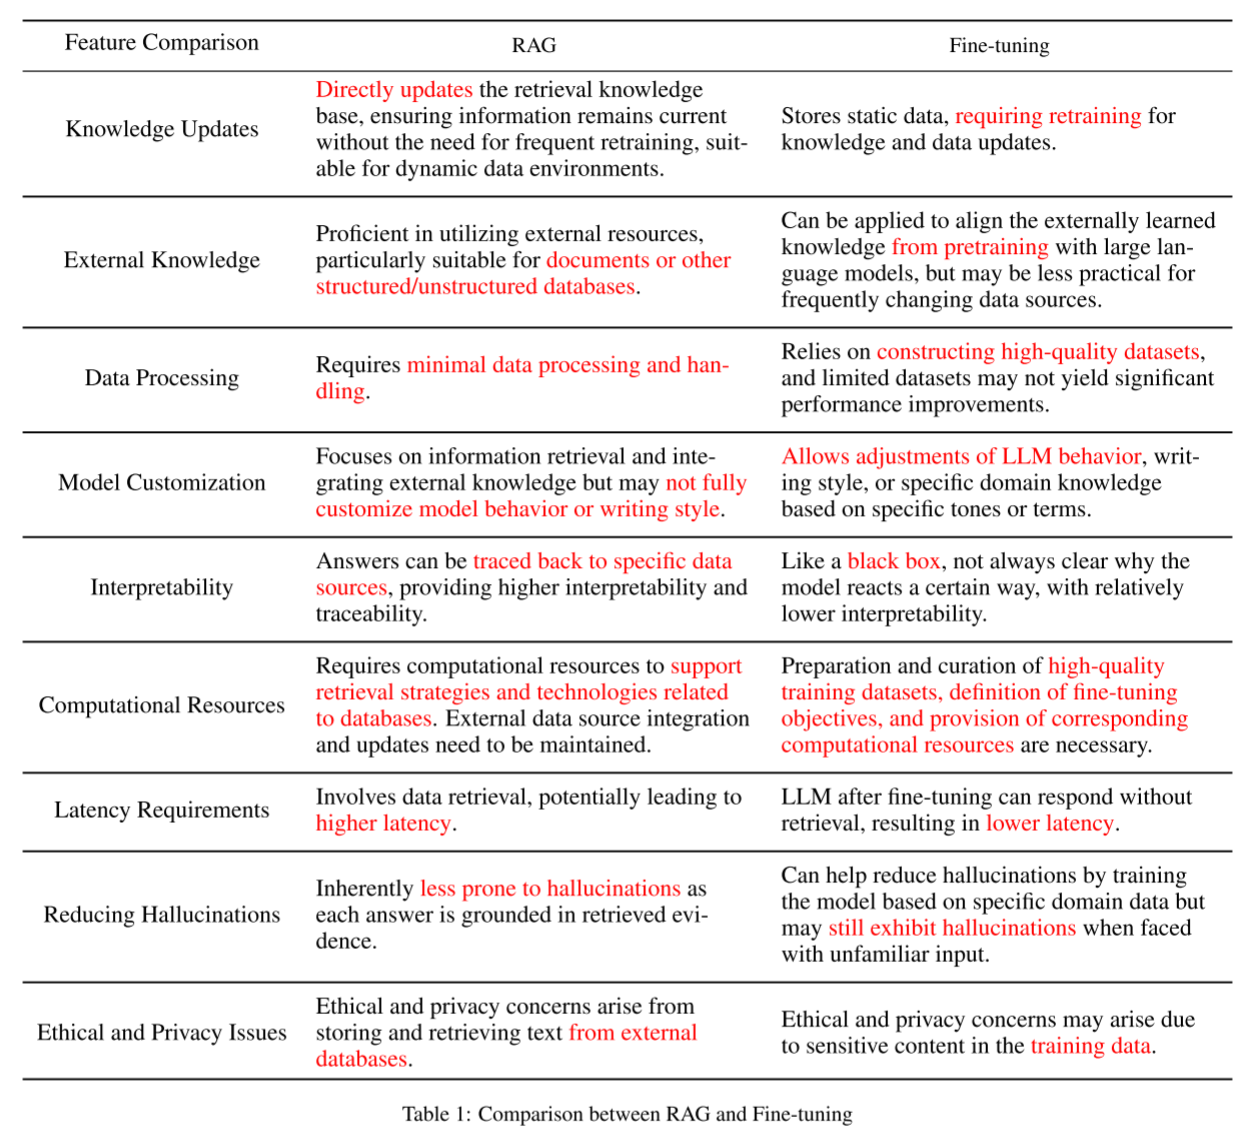 Feature Comparison RAG Fine-tuning
Knowledge Updates
Directly updates the retrieval knowledge
base, ensuring information remains current
without the need for frequent retraining, suit-
able for dynamic data environments.
Stores static data, requiring retraining for
knowledge and data updates.
External Knowledge
Proficient in utilizing external resources,
particularly suitable for documents or other
structured/unstructured databases.
Can be applied to align the externally learned
knowledge from pretraining with large lan-
guage models, but may be less practical for
frequently changing data sources.
Data Processing
Requires minimal data processing and han-
dling.
Relies on constructing high-quality datasets,
and limited datasets may not yield significant
performance improvements.
Model Customization
Focuses on information retrieval and inte-
grating external knowledge but may not fully
customize model behavior or writing style.
Allows adjustments of LLM behavior, writ-
ing style, or specific domain knowledge
based on specific tones or terms.
Interpretability
Answers can be traced back to specific data
sources, providing higher interpretability and
traceability.
Like a black box, not always clear why the
model reacts a certain way, with relatively
lower interpretability.
Computational Resources
Requires computational resources to support
retrieval strategies and technologies related
to databases. External data source integration
and updates need to be maintained.
Preparation and curation of high-quality
training datasets, definition of fine-tuning
objectives, and provision of corresponding
computational resources are necessary.
Latency Requirements
Involves data retrieval, potentially leading to
higher latency.
LLM after fine-tuning can respond without
retrieval, resulting in lower latency.
Reducing Hallucinations
Inherently less prone to hallucinations as
each answer is grounded in retrieved evi-
dence.
Can help reduce hallucinations by training
the model based on specific domain data but
may still exhibit hallucinations when faced
with unfamiliar input.
Ethical and Privacy Issues
Ethical and privacy concerns arise from
storing and retrieving text from external
databases.
Ethical and privacy concerns may arise due
to sensitive content in the training data.
Table 1: Comparison between RAG and Fine-tuning